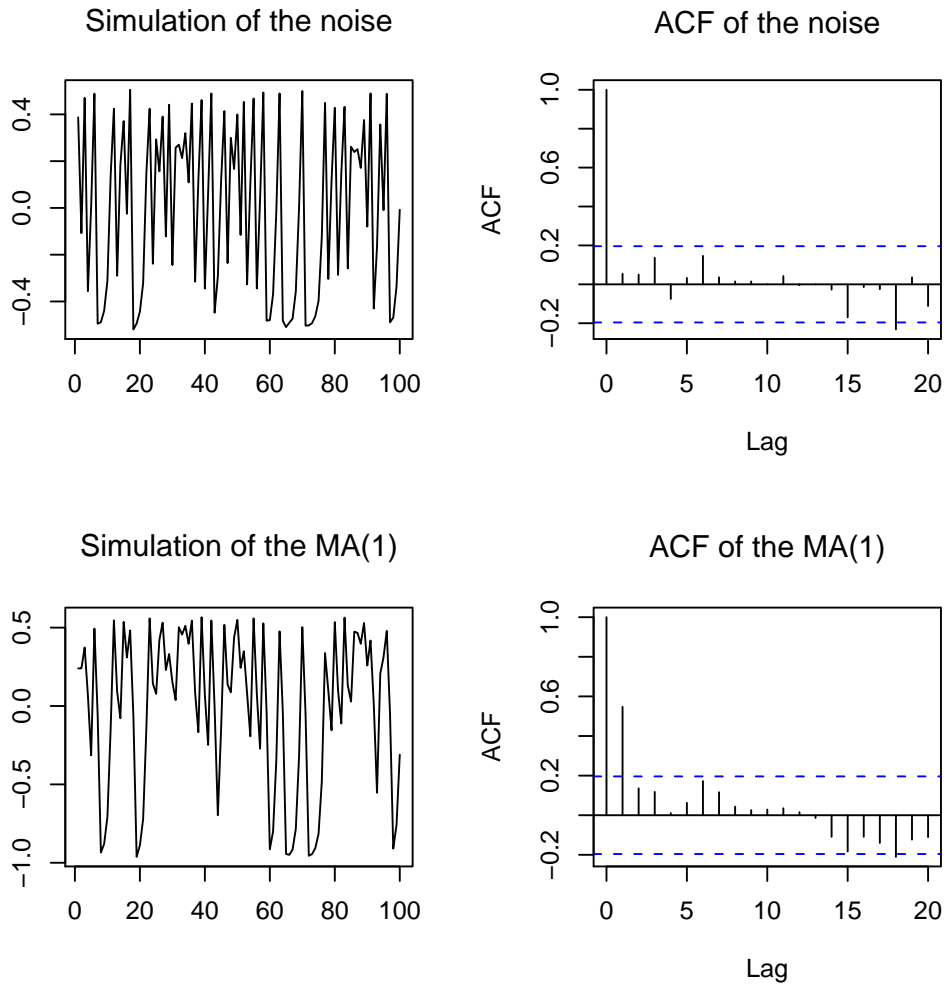 Simulation of the noise
0.4
0.0
−0.4
0 20 40 60 80 100
ACF of the noise
ACF
1.0
0.6
0.2
−0.2
0 5 10 15 20
Lag
Simulation of the MA(1)
0.5
0.0
−0.5
−1.0
0 20 40 60 80 100
ACF of the MA(1)
ACF
1.0
0.6
0.2
−0.2
0 5 10 15 20
Lag